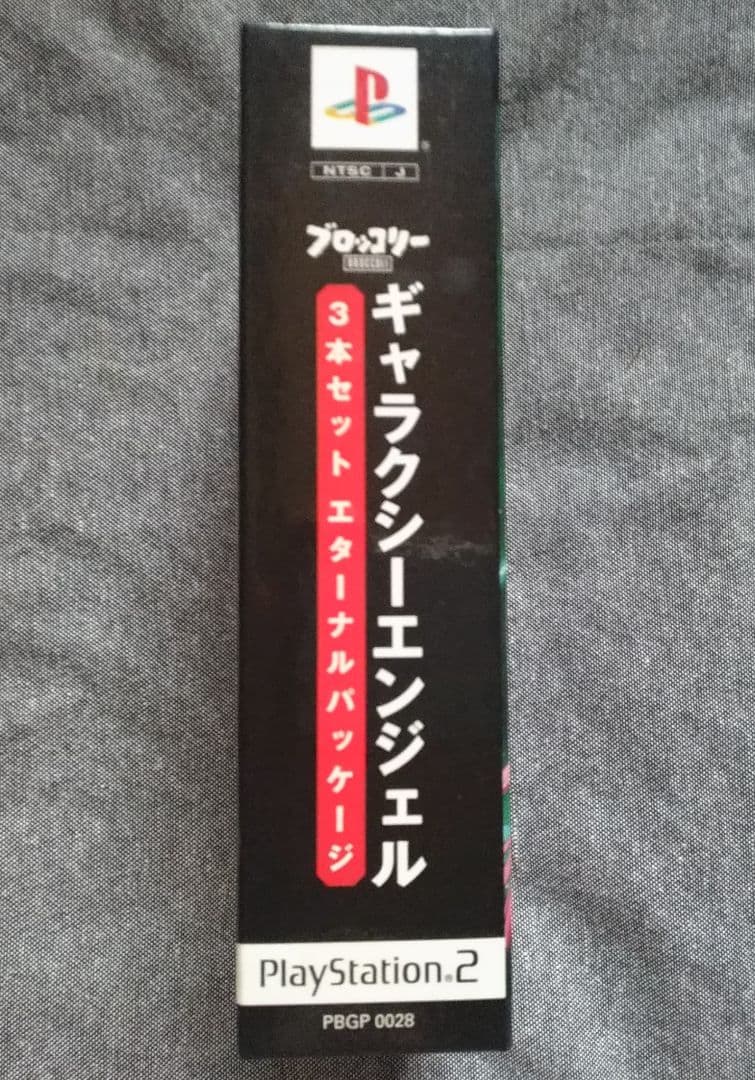 NTSC J
ブロッコリー
BROCCOLI
ギャラクシーエンジェル
3本セット エターナルパッケージ
PlayStation.2
PBGP 0028